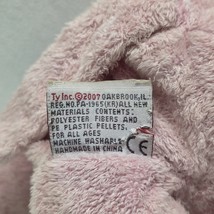 Ty Inc.©2007 OAKBROOK,IL.
REG.NO.PA-1965(KR)ALL NEW
MATERIALS CONTENTS:
POLYESTER FIBERS AND
PE PLASTIC PELLETS.
FOR ALL AGES
MACHINE WASHABLE
HANDMADE IN CHINA
CE